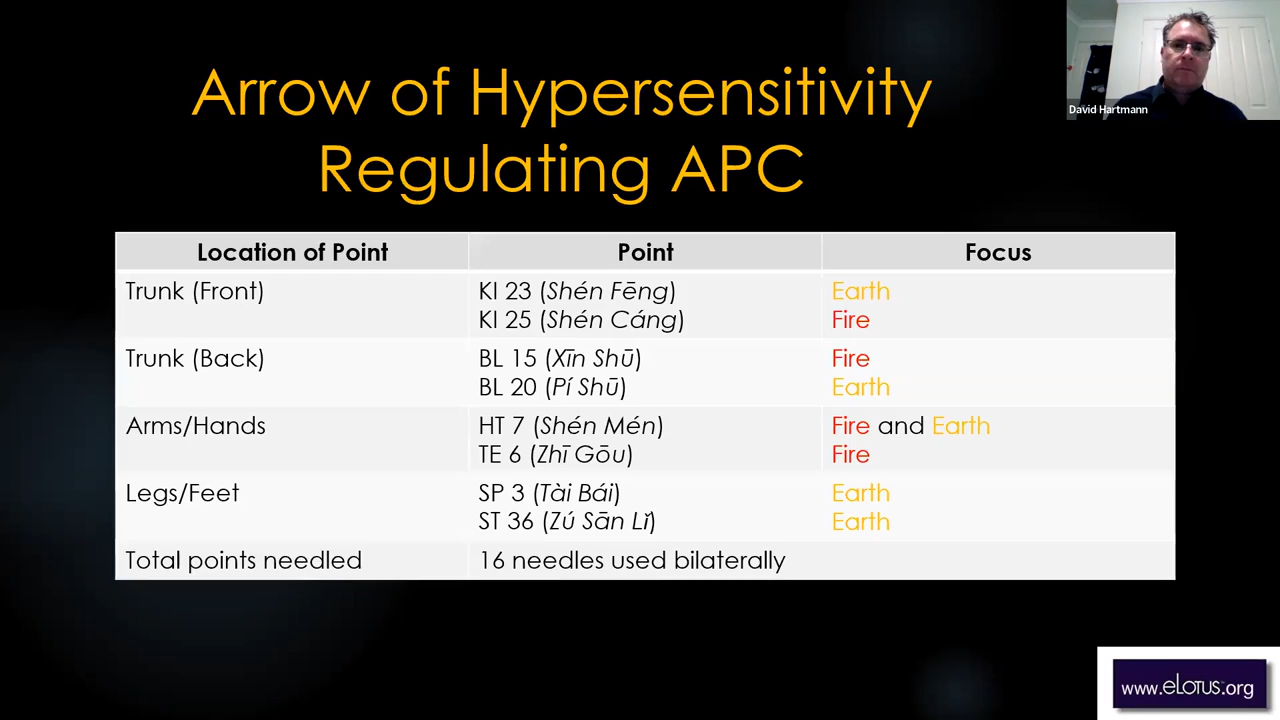 David Hartmann
Arrow of Hypersensitivity
Regulating APC
Location of Point Point Focus
Trunk (Front) KI 23 (Shén Fēng) Earth
KI 25 (Shén Cáng) Fire
Trunk (Back) BL 15 (Xīn Shū) Fire
BL 20 (Pí Shū) Earth
Arms/Hands HT 7 (Shén Mén) Fire and Earth
TE 6 (Zhī Gōu) Fire
Legs/Feet SP 3 (Tài Bái) Earth
ST 36 (Zú Sān Lǐ) Earth
Total points needled 16 needles used bilaterally
www.eLOTUS.org